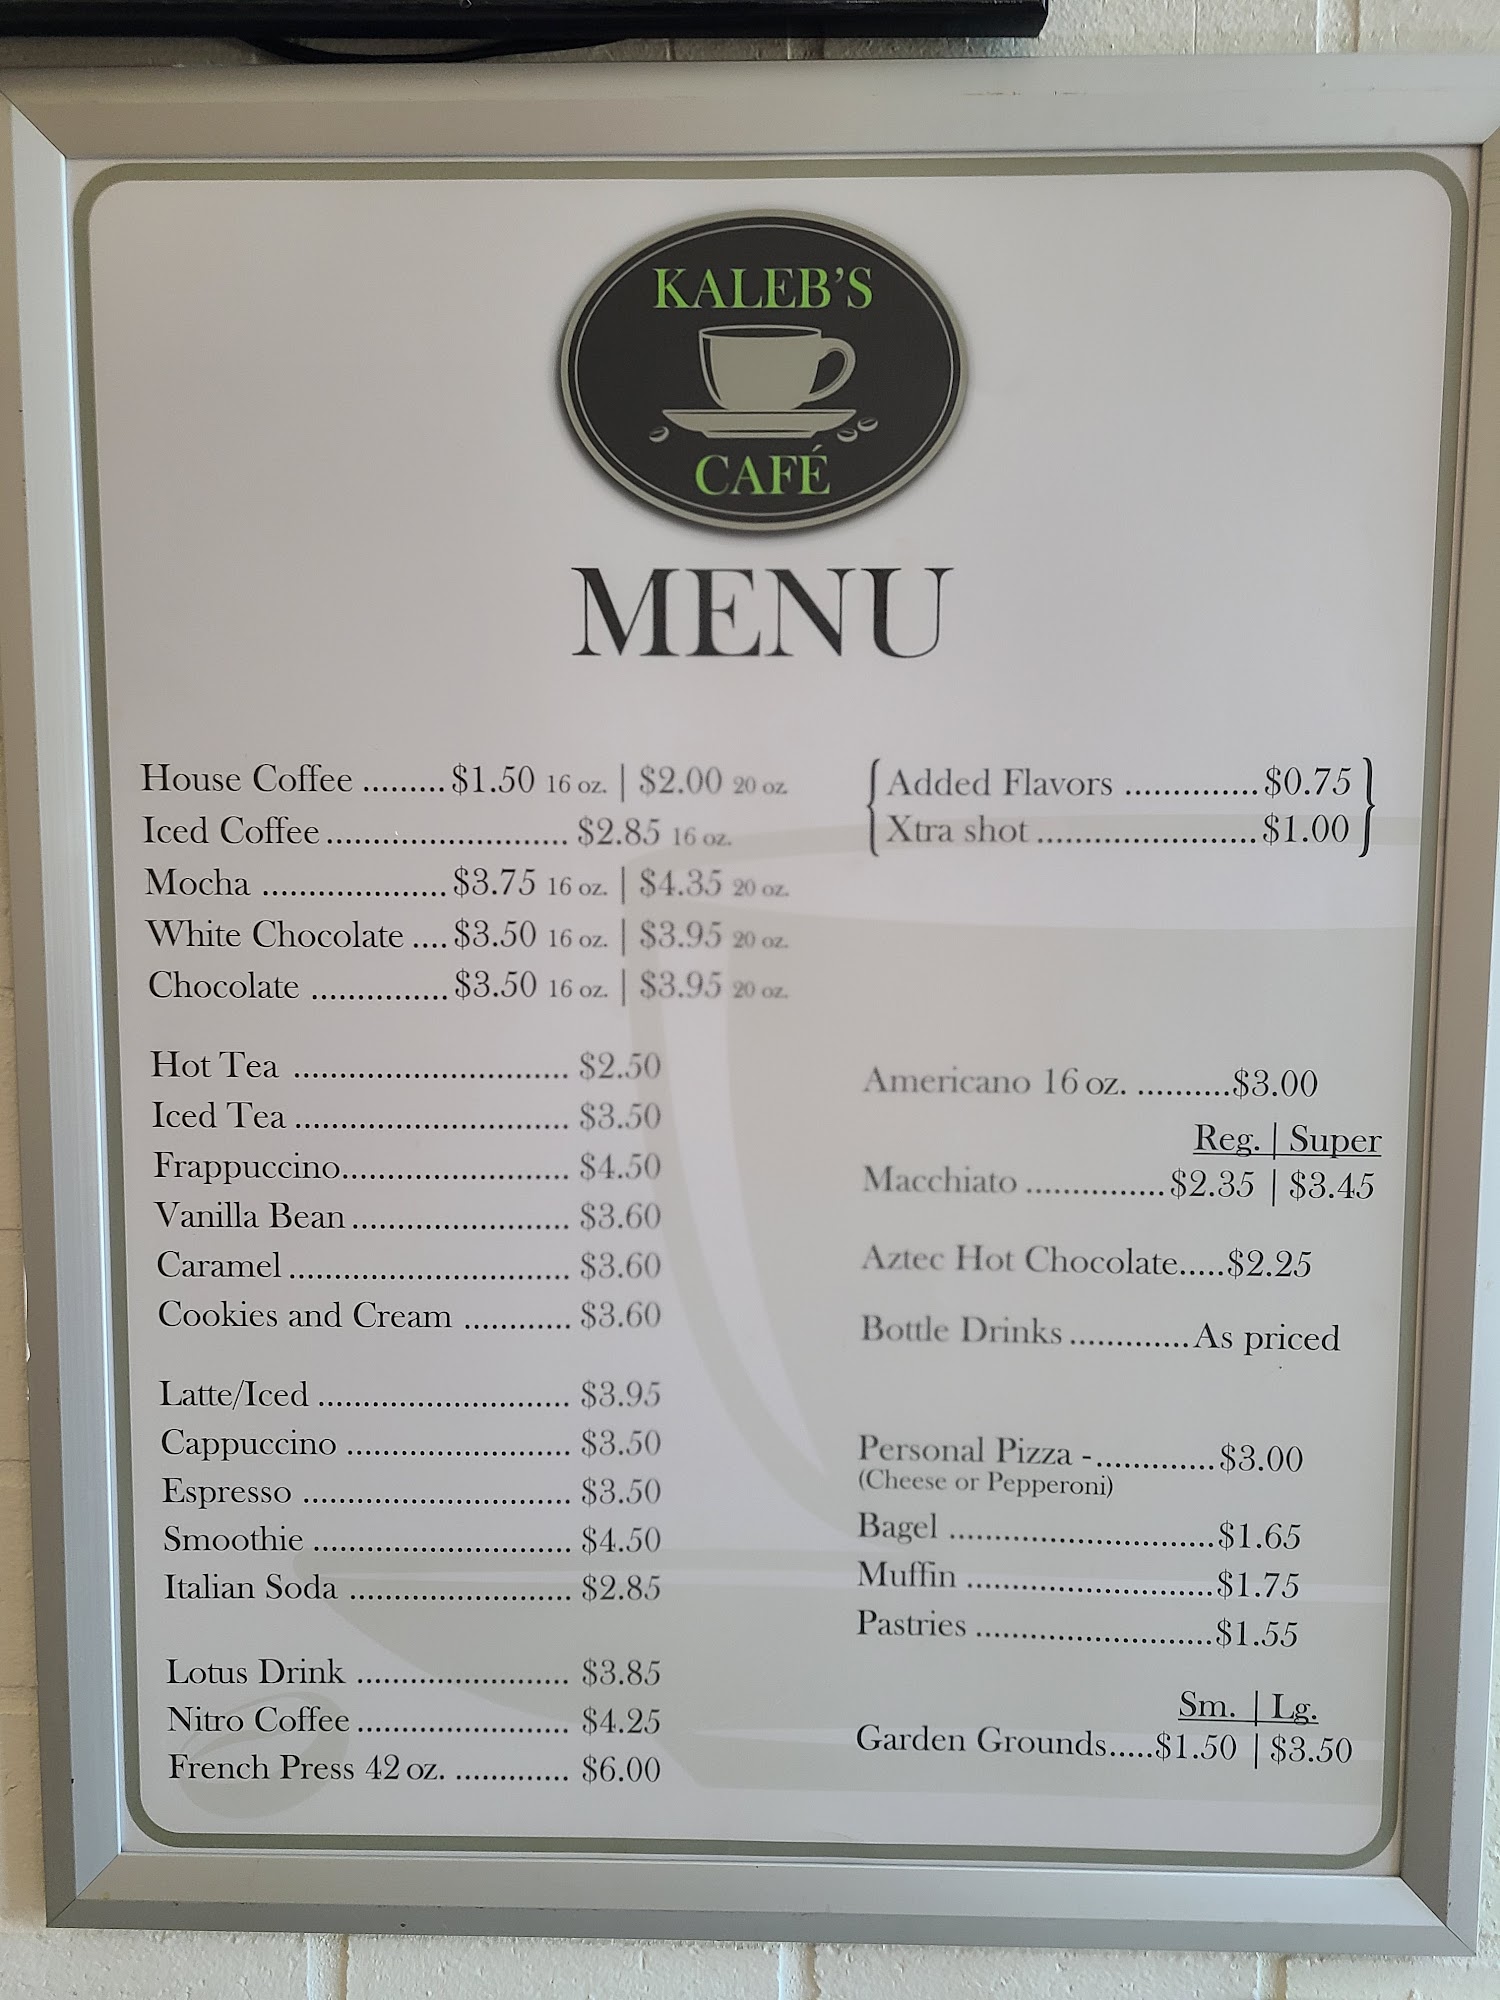 KALEB'S
CAFÉ
MENU
House Coffee .........$1.50 16 oz. | $2.00 20 oz.
Iced Coffee.......................... $2.85 16 oz.
Mocha ....................$3.75 16 oz. | $4.35 20 oz.
White Chocolate ....$3.50 16 oz. | $3.95 20 oz.
Chocolate ...............$3.50 16 oz. | $3.95 20 oz.
Hot Tea .............................. $2.50
Iced Tea .............................. $3.50
Frappuccino......................... $4.50
Vanilla Bean........................ $3.60
Caramel............................... $3.60
Cookies and Cream ............ $3.60
Latte/Iced ........................... $3.95
Cappuccino ........................ $3.50
Espresso ............................. $3.50
Smoothie ............................ $4.50
Italian Soda ........................ $2.85
Lotus Drink ....................... $3.85
Nitro Coffee....................... $4.25
French Press 42 oz. ............ $6.00
Added Flavors ..............$0.75
Xtra shot ........................$1.00
Americano 16 oz. ..........$3.00
Reg. | Super
Macchiato ...............$2.35 | $3.45
Aztec Hot Chocolate.....$2.25
Bottle Drinks.............As priced
Personal Pizza -.............$3.00
(Cheese or Pepperoni)
Bagel .............................$1.65
Muffin ...........................$1.75
Pastries ..........................$1.55
Sm. | Lg.
Garden Grounds.....$1.50 | $3.50